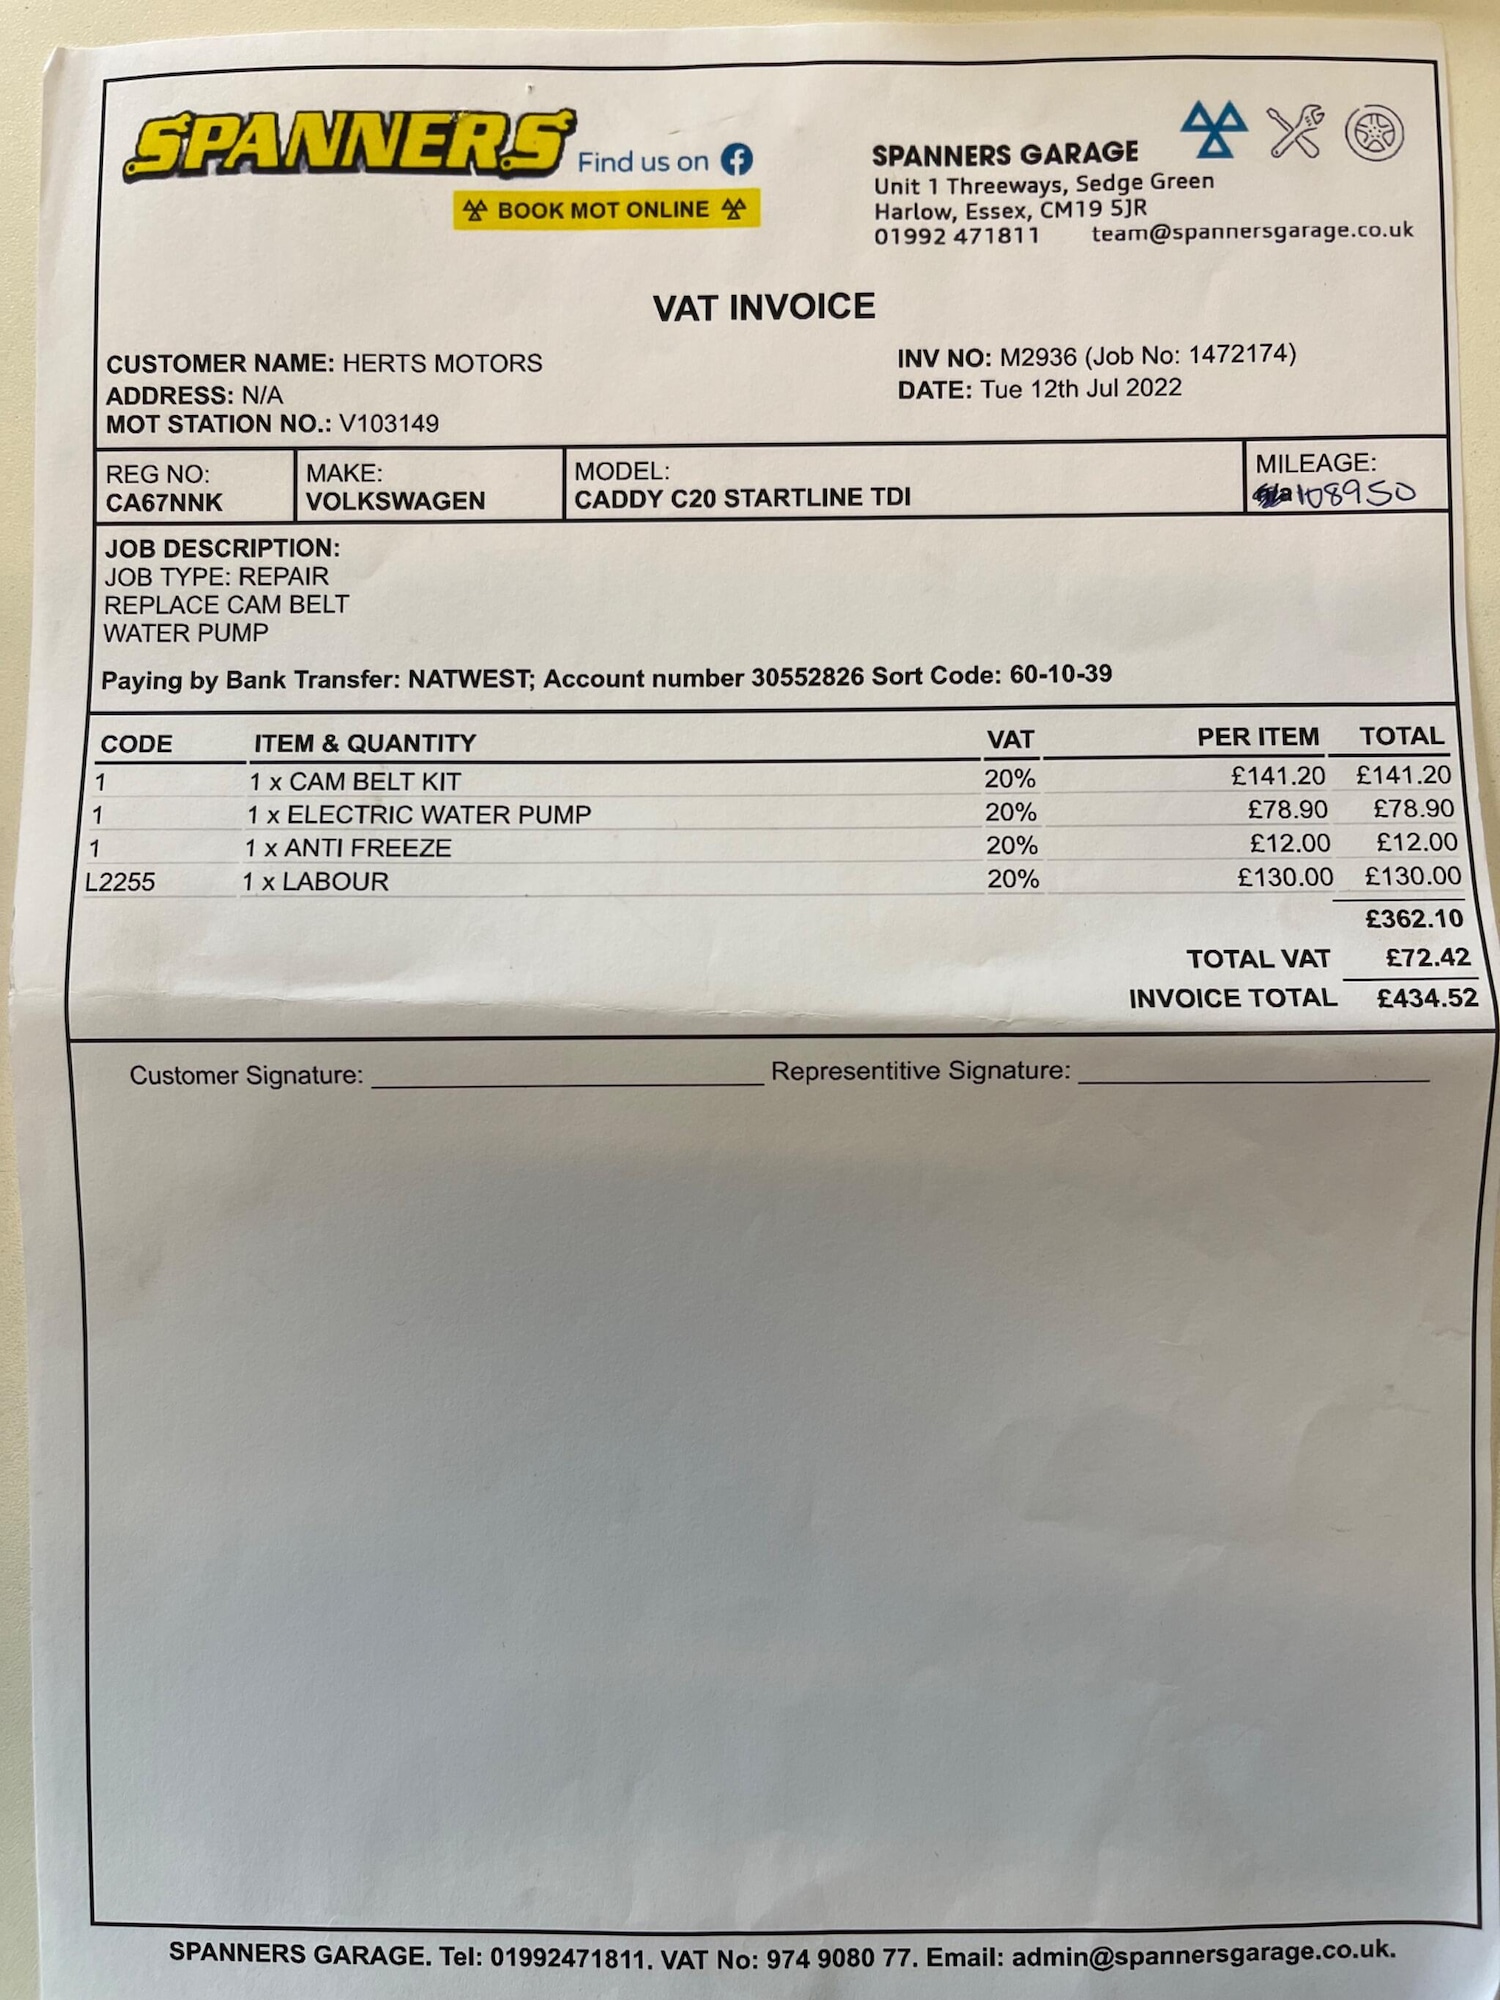 SPANNERS
Find us on
BOOK MOT ONLINE
SPANNERS GARAGE
Unit 1 Threeways, Sedge Green
Harlow, Essex, CM19 5JR
01992 471811 team@spannersgarage.co.uk
VAT INVOICE
CUSTOMER NAME: HERTS MOTORS
ADDRESS: N/A
MOT STATION NO.: V103149
INV NO: M2936 (Job No: 1472174)
DATE: Tue 12th Jul 2022
REG NO: MAKE: MODEL: MILEAGE:
CA67NNK VOLKSWAGEN CADDY C20 STARTLINE TDI 108950
JOB DESCRIPTION:
JOB TYPE: REPAIR
REPLACE CAM BELT
WATER PUMP
Paying by Bank Transfer: NATWEST; Account number 30552826 Sort Code: 60-10-39
CODE ITEM & QUANTITY VAT PER ITEM TOTAL
1 1 x CAM BELT KIT 20% £141.20 £141.20
1 1 x ELECTRIC WATER PUMP 20% £78.90 £78.90
1 1 x ANTI FREEZE 20% £12.00 £12.00
L2255 1 x LABOUR 20% £130.00 £130.00
£362.10
TOTAL VAT £72.42
INVOICE TOTAL £434.52
Customer Signature: Representitive Signature:
SPANNERS GARAGE. Tel: 01992471811. VAT No: 974 9080 77. Email: admin@spannersgarage.co.uk.